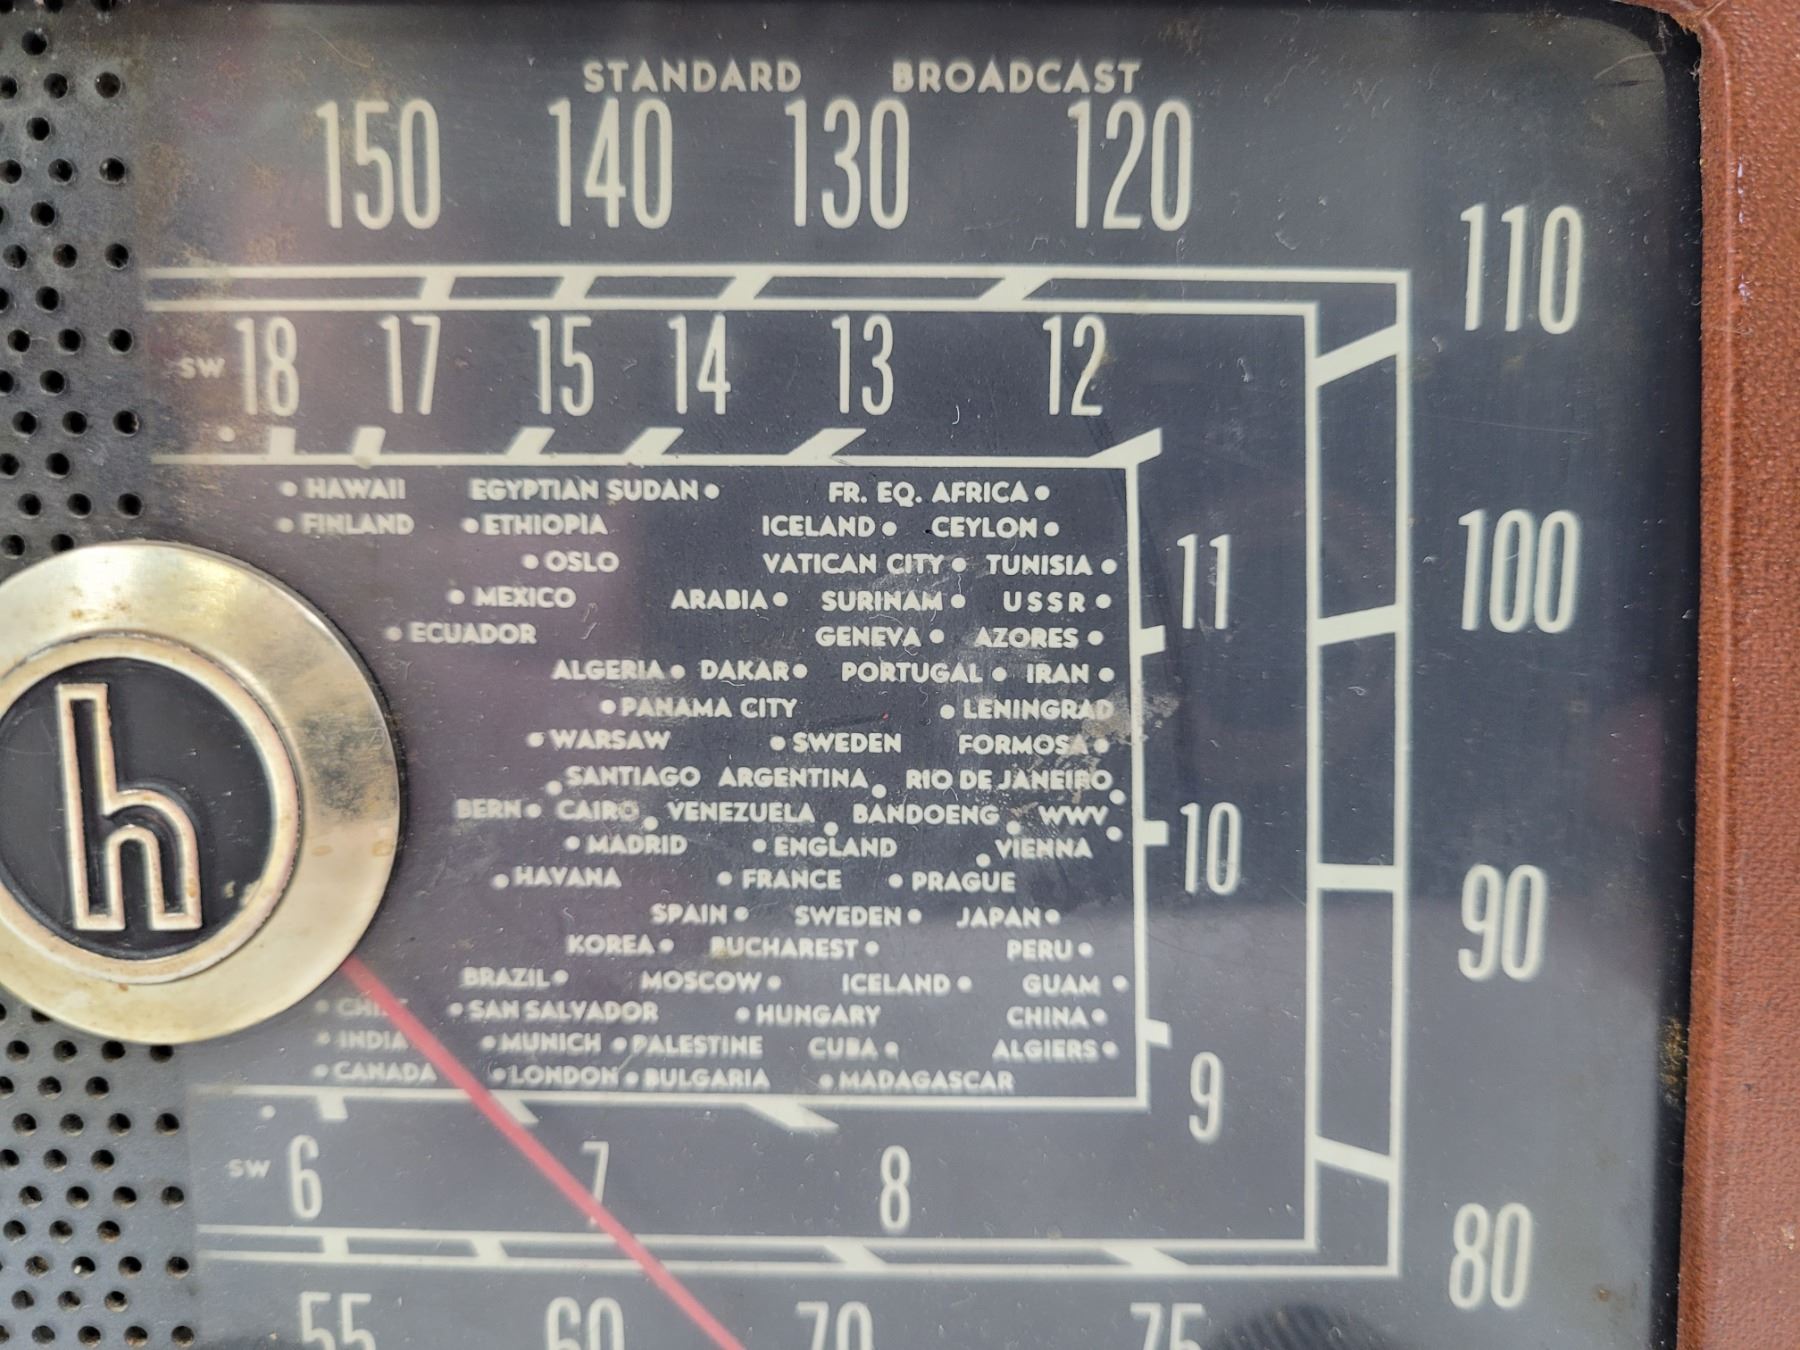 STANDARD BROADCAST
150 140 130 120
110
SW 18 17 15 14 13 12
HAWAII EGYPTIAN SUDAN FR. EQ. AFRICA
FINLAND ETHIOPIA ICELAND CEYLON
100
OSLO VATICAN CITY TUNISIA 11
MEXICO ARABIA SURINAM USSR
ECUADOR GENEVA AZORES
ALGERIA DAKAR PORTUGAL IRAN
PANAMA CITY LENINGRAD
WARSAW SWEDEN FORMOSA
SANTIAGO ARGENTINA RIO DE JANEIRO
BERN CAIRO VENEZUELA BANDOENG WWV
MADRID ENGLAND VIENNA 10
h
HAVANA FRANCE PRAGUE
90
SPAIN SWEDEN JAPAN
KOREA BUCHAREST PERU
BRAZIL MOSCOW ICELAND GUAM
SAN SALVADOR HUNGARY CHINA
INDIA MUNICH PALESTINE CUBA ALGIERS
CANADA LONDON BULGARIA MADAGASCAR
9
SW 6 7 8
80
55 60 70 75